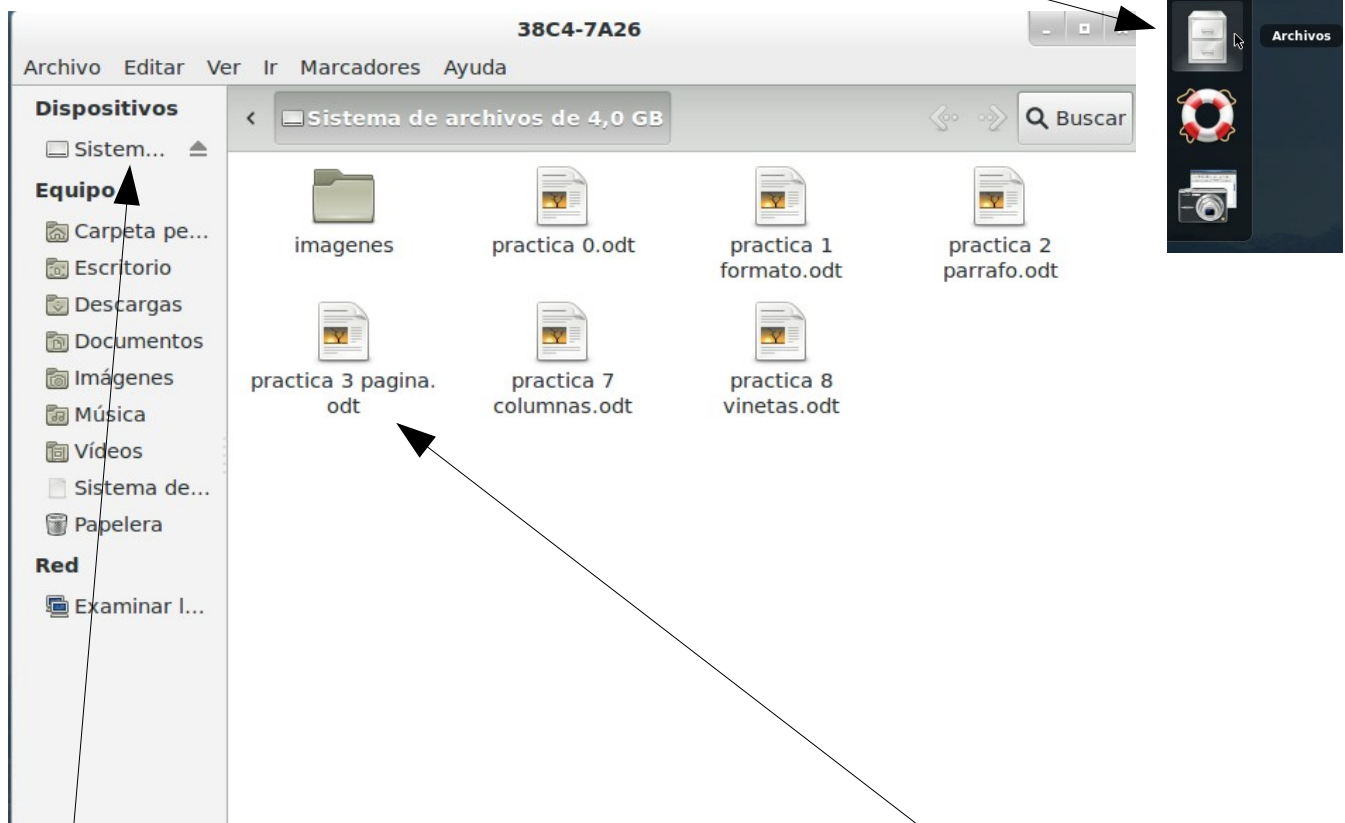 38C4-7A26
Archivo Editar Ver Ir Marcadores Ayuda
Dispositivos
Sistem...
Equipo
Carpeta pe...
Escritorio
Descargas
Documentos
Imágenes
Música
Vídeos
Sistema de...
Papelera
Red
Examinar l...
Sistema de archivos de 4,0 GB
Buscar
imagenes
practica 0.odt
practica 1
formato.odt
practica 2
parrafo.odt
practica 3 pagina.
odt
practica 7
columnas.odt
practica 8
vinetas.odt
Archivos